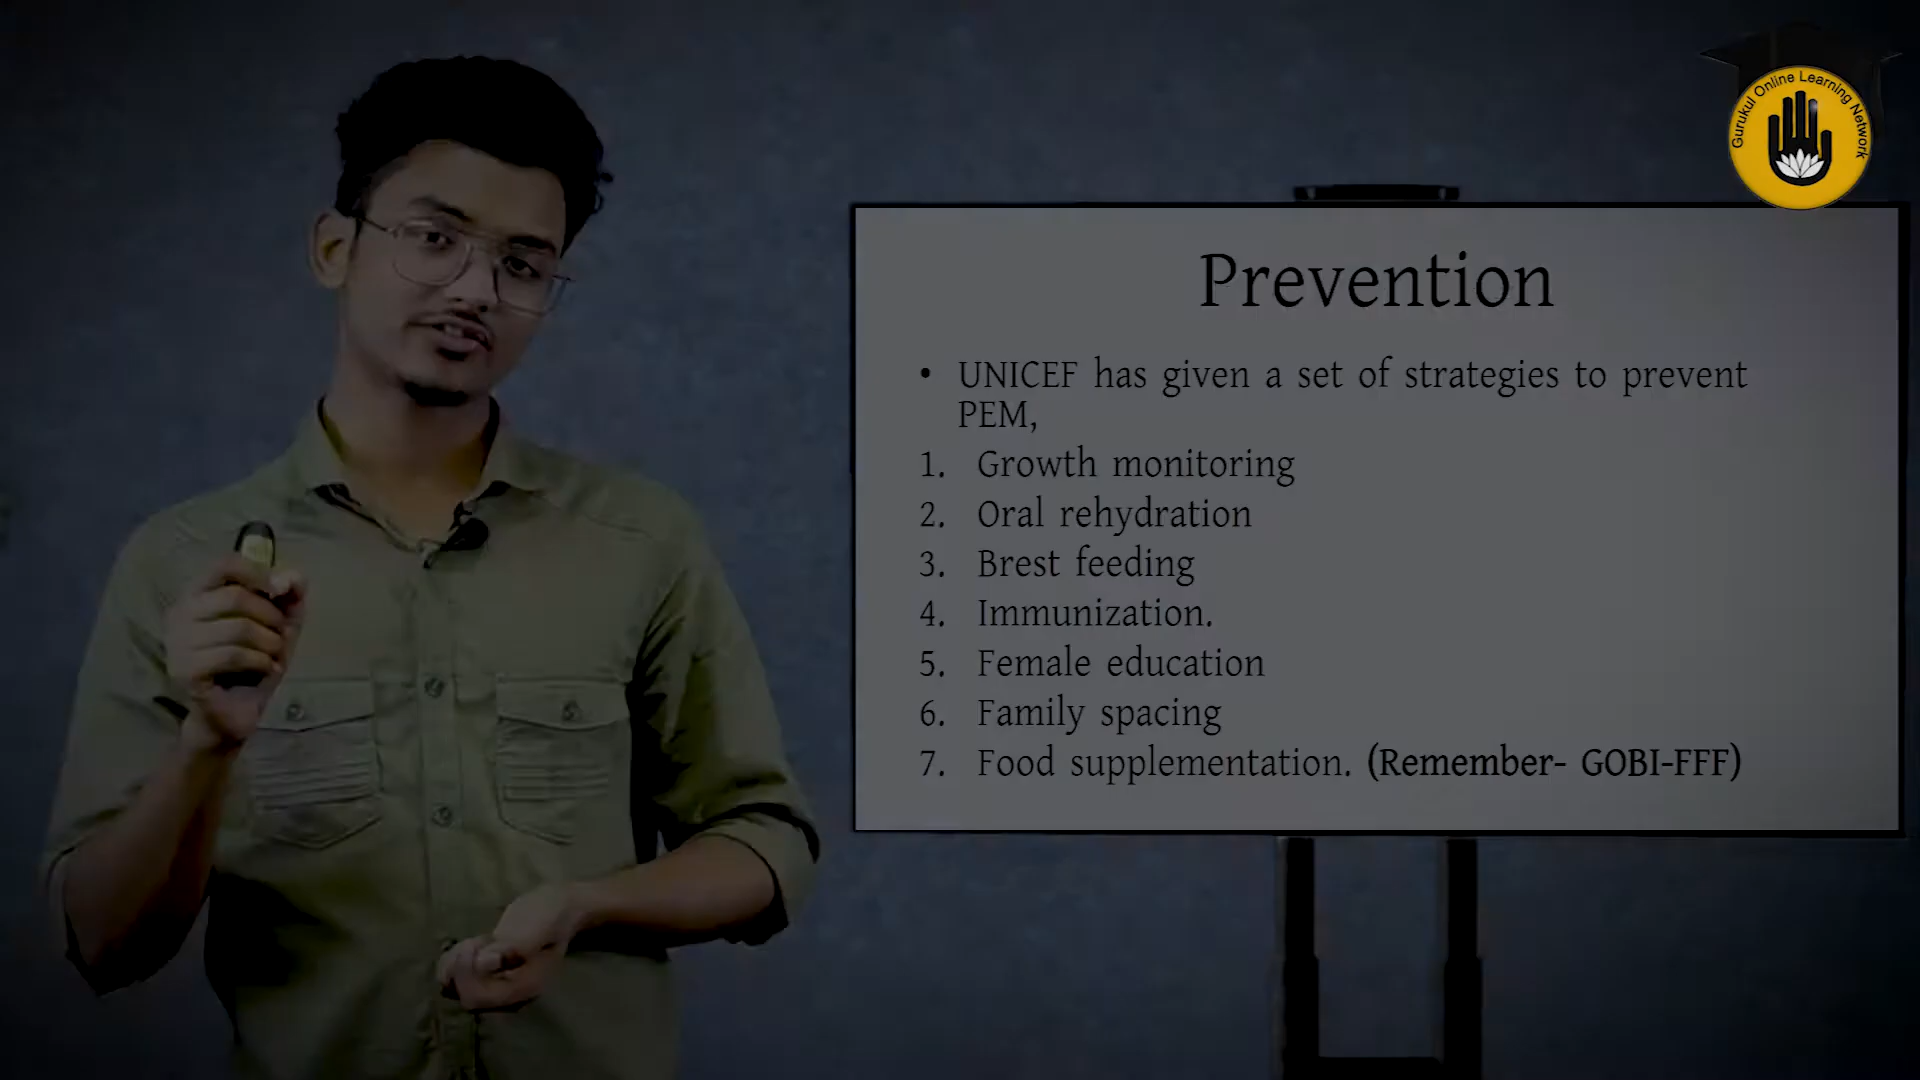 Gurukul Online Learning Network
Prevention
• UNICEF has given a set of strategies to prevent
PEM,
1. Growth monitoring
2. Oral rehydration
3. Brest feeding
4. Immunization.
5. Female education
6. Family spacing
7. Food supplementation. (Remember- GOBI-FFF)